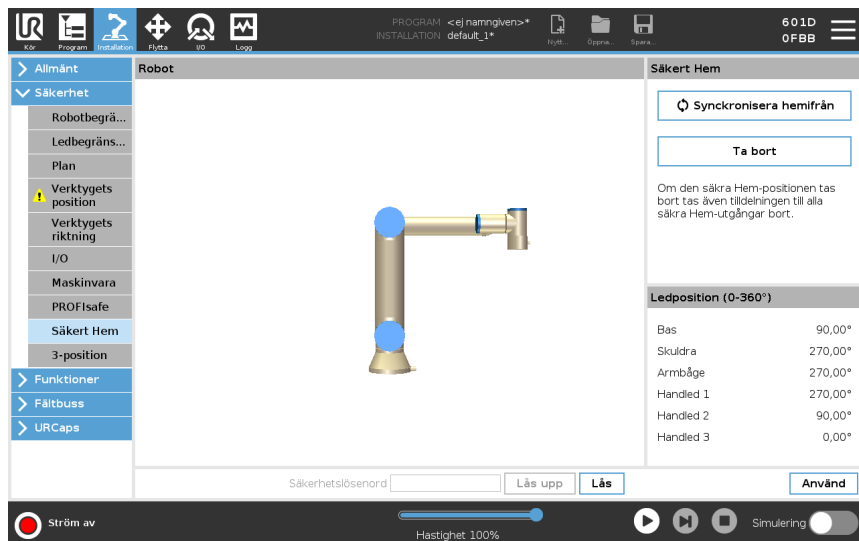 UR
PROGRAM <ej namngiven>*
INSTALLATION default_1*
Kör
Program
Installation
Flytta
I/O
Logg
Nytt...
Öppna...
Spara...
601D
0FBB
Allmänt
Säkerhet
Robotbegrä...
Ledbegräns...
Plan
Verktygets
position
Verktygets
riktning
I/O
Maskinvara
PROFIsafe
Säkert Hem
3-position
Funktioner
Fältbuss
URCaps
Robot
Säkert Hem
Synckronisera hemifrån
Ta bort
Om den säkra Hem-positionen tas
bort tas även tilldelningen till alla
säkra Hem-utgångar bort.
Ledposition (0-360°)
Bas 90,00°
Skuldra 270,00°
Armbåge 270,00°
Handled 1 270,00°
Handled 2 90,00°
Handled 3 0,00°
Säkerhetslösenord
Lås upp
Lås
Använd
Ström av
Hastighet 100%
Simulering